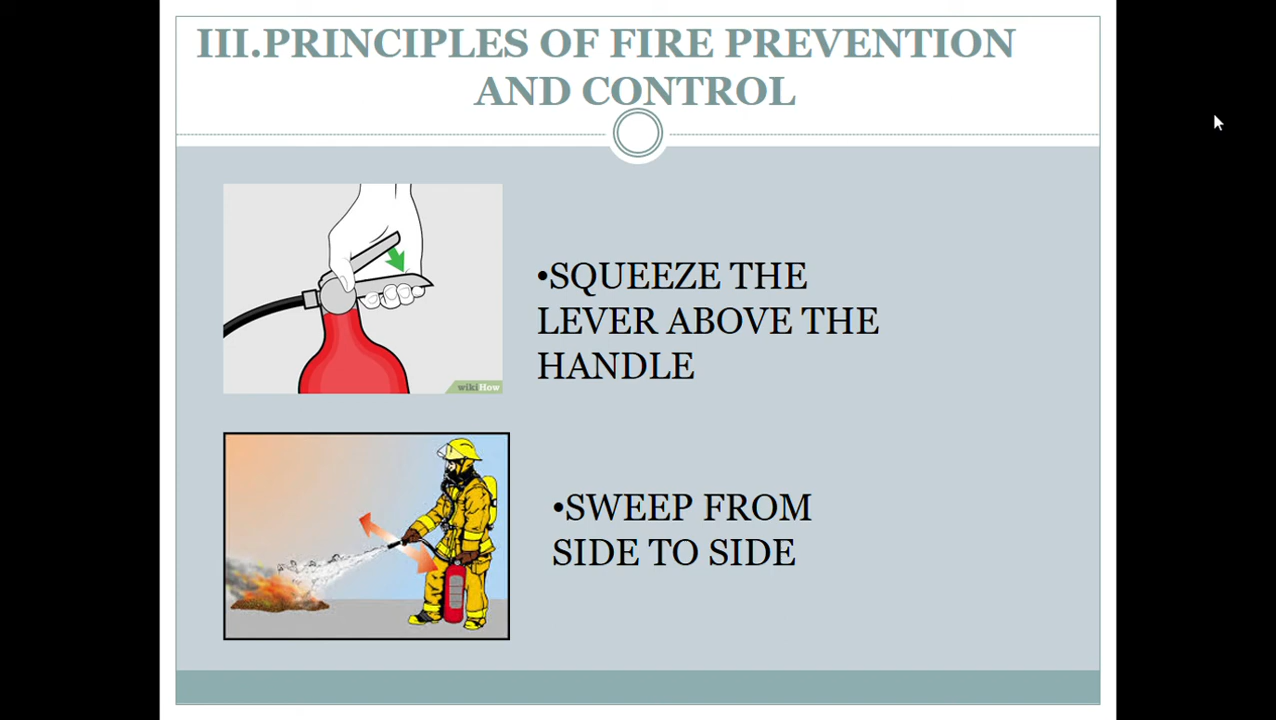 III.PRINCIPLES OF FIRE PREVENTION
AND CONTROL
•SQUEEZE THE
LEVER ABOVE THE
HANDLE
wikiHow
•SWEEP FROM
SIDE TO SIDE